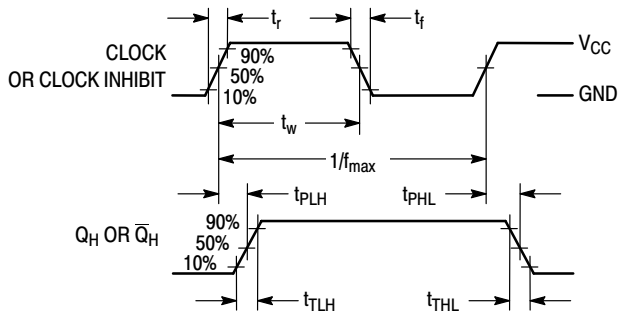 tr
tf
CLOCK
OR CLOCK INHIBIT
90%
50%
10%
VCC
GND
tw
1/fmax
tPLH
tPHL
QH OR Q̅H
90%
50%
10%
tTLH
tTHL